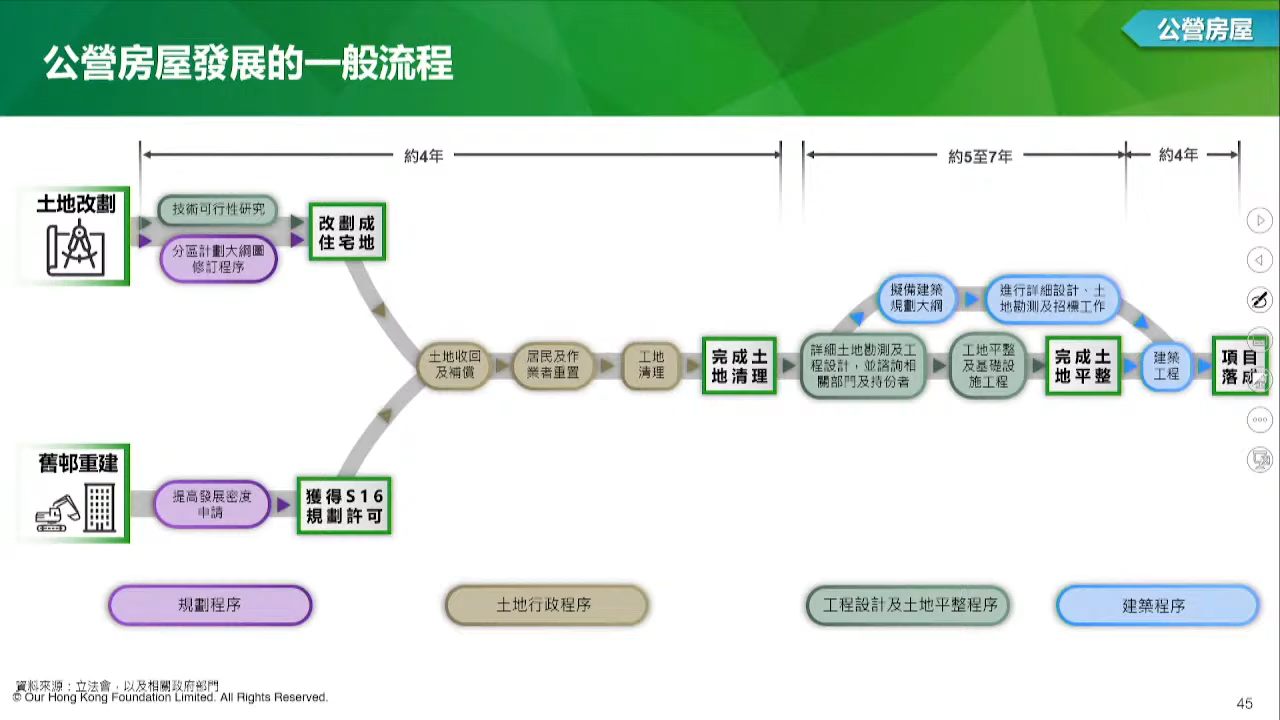 公營房屋
公營房屋發展的一般流程
約4年
約5至7年
約4年
土地改劃
技術可行性研究
分區計劃大綱圖
修訂程序
改劃成
住宅地
擬備建築
規劃大綱
進行詳細設計、土
地勘測及招標工作
土地收回
及補償
居民及作
業者重置
工地
清理
完成土
地清理
詳細土地勘測及工
程設計，並諮詢相
關部門及持份者
工地平整
及基礎設
施工程
完成土
地平整
建築
工程
項目
落成
舊邨重建
提高發展密度
申請
獲得S16
規劃許可
規劃程序
土地行政程序
工程設計及土地平整程序
建築程序
資料來源：立法會，以及相關政府部門
© Our Hong Kong Foundation Limited. All Rights Reserved.
45